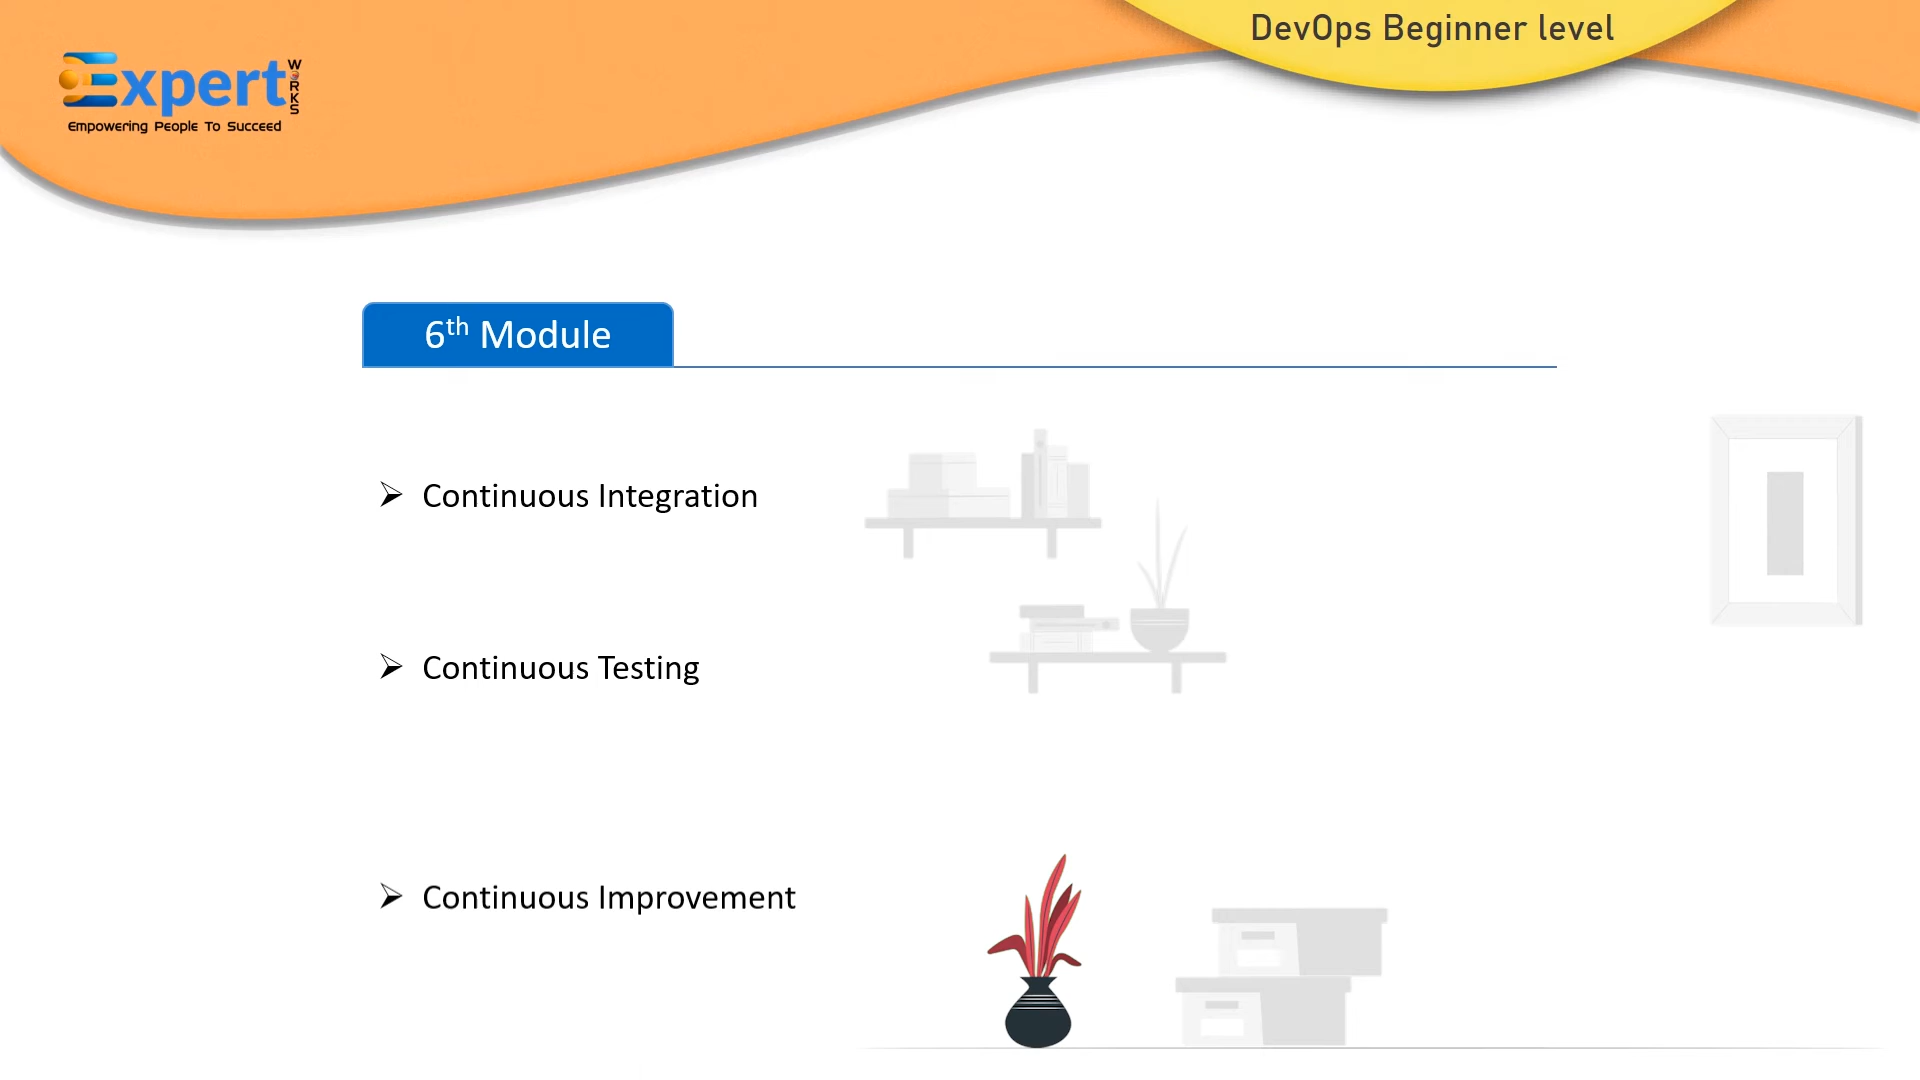 DevOps Beginner level
Expert WORKS
Empowering People To Succeed
6th Module
➢ Continuous Integration
➢ Continuous Testing
➢ Continuous Improvement